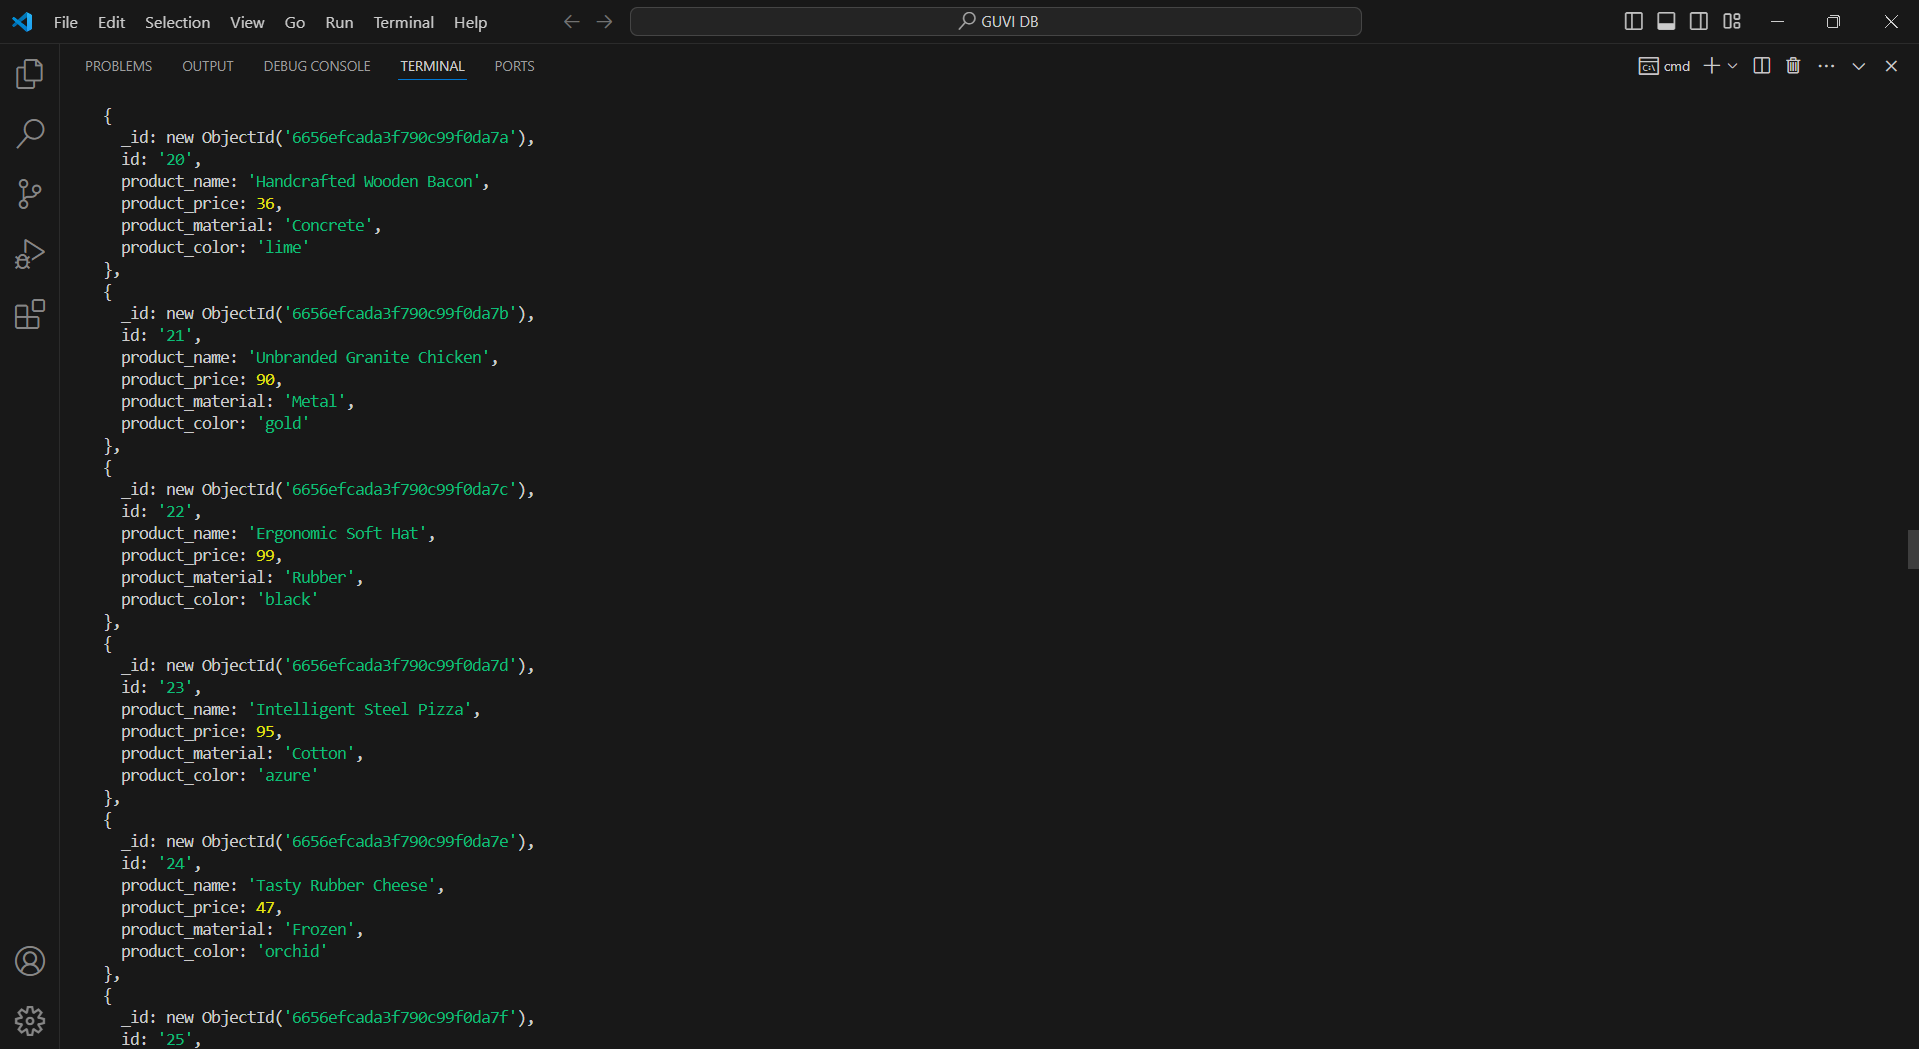 File Edit Selection View Go Run Terminal Help GUVI DB
PROBLEMS OUTPUT DEBUG CONSOLE TERMINAL PORTS cmd
{
_id: new ObjectId('6656efcada3f790c99f0da7a'),
id: '20',
product_name: 'Handcrafted Wooden Bacon',
product_price: 36,
product_material: 'Concrete',
product_color: 'lime'
},
{
_id: new ObjectId('6656efcada3f790c99f0da7b'),
id: '21',
product_name: 'Unbranded Granite Chicken',
product_price: 90,
product_material: 'Metal',
product_color: 'gold'
},
{
_id: new ObjectId('6656efcada3f790c99f0da7c'),
id: '22',
product_name: 'Ergonomic Soft Hat',
product_price: 99,
product_material: 'Rubber',
product_color: 'black'
},
{
_id: new ObjectId('6656efcada3f790c99f0da7d'),
id: '23',
product_name: 'Intelligent Steel Pizza',
product_price: 95,
product_material: 'Cotton',
product_color: 'azure'
},
{
_id: new ObjectId('6656efcada3f790c99f0da7e'),
id: '24',
product_name: 'Tasty Rubber Cheese',
product_price: 47,
product_material: 'Frozen',
product_color: 'orchid'
},
{
_id: new ObjectId('6656efcada3f790c99f0da7f'),
id: '25',